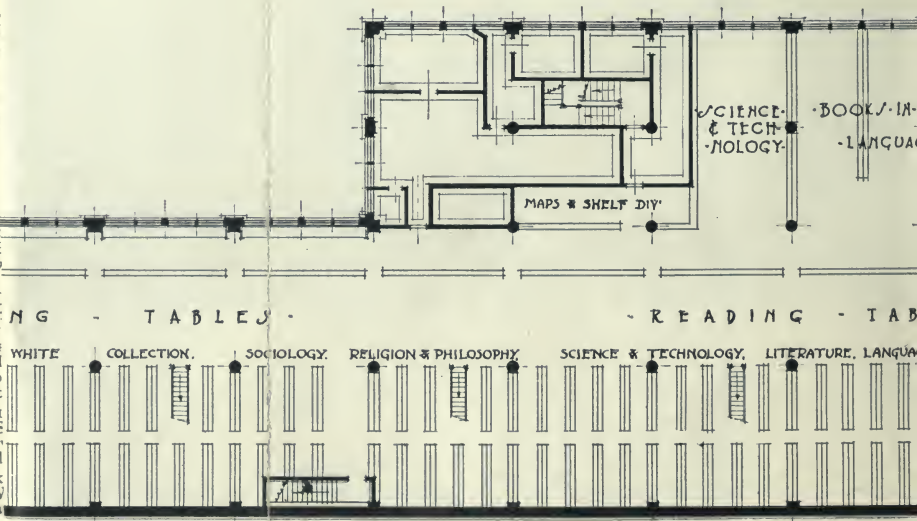 ·SCIENCE·
& TECH-
·NOLOGY·
·BOOKS·IN·
·LANGUAG
MAPS & SHELF DIV'
NG - TABLES -
- READING - TAB
WHITE COLLECTION. SOCIOLOGY. RELIGION & PHILOSOPHY. SCIENCE & TECHNOLOGY, LITERATURE, LANGUAG